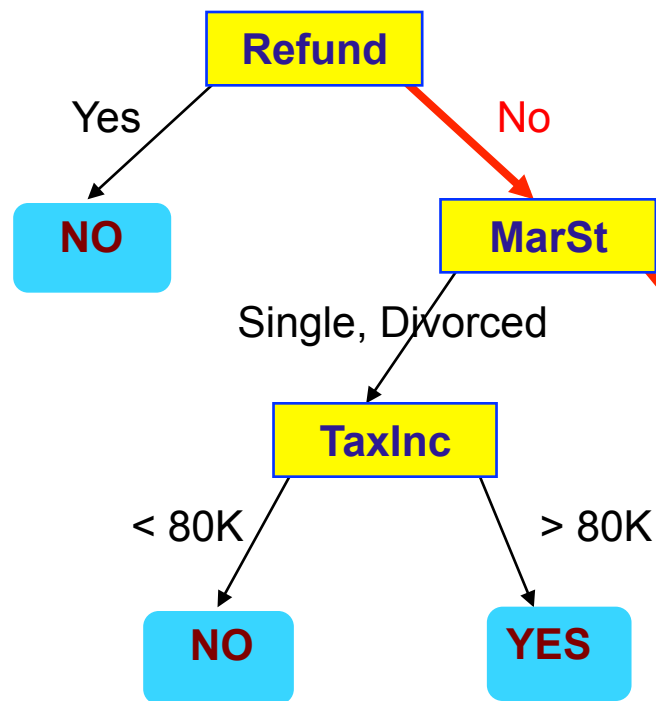 Refund
Yes
No
NO
MarSt
Single, Divorced
TaxInc
< 80K
> 80K
NO
YES